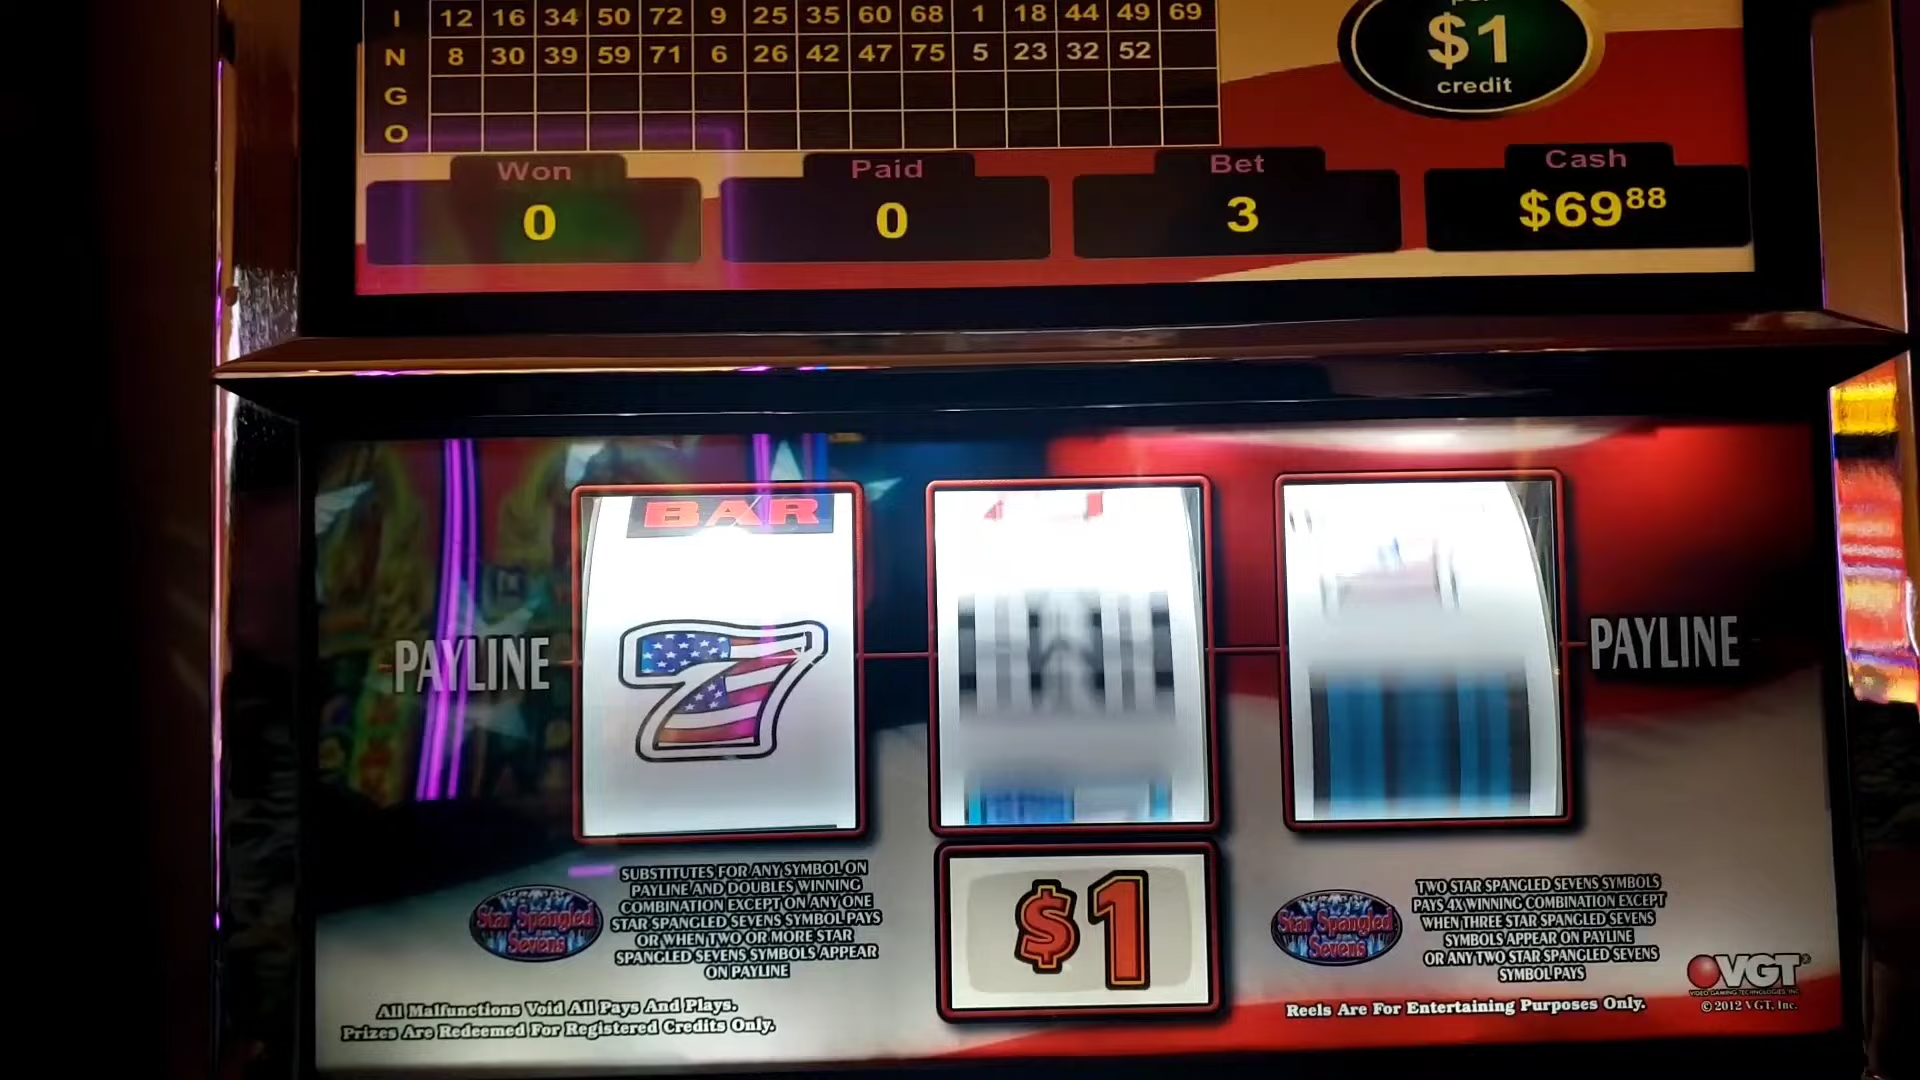 I 12 16 34 50 72 9 25 35 60 68 1 18 44 49 69
N 8 30 39 59 71 6 26 42 47 75 5 23 32 52
G
O
$1
credit
Won Paid Bet Cash
0 0 3 $69⁸⁸
BAR
7
PAYLINE PAYLINE
Star Spangled
Sevens
SUBSTITUTES FOR ANY SYMBOL ON
PAYLINE AND DOUBLES WINNING
COMBINATION EXCEPT ON ANY ONE
STAR SPANGLED SEVENS SYMBOL PAYS
OR WHEN TWO OR MORE STAR
SPANGLED SEVENS SYMBOLS APPEAR
ON PAYLINE
$1
Star Spangled
Sevens
TWO STAR SPANGLED SEVENS SYMBOLS
PAYS 4X WINNING COMBINATION EXCEPT
WHEN THREE STAR SPANGLED SEVENS
SYMBOLS APPEAR ON PAYLINE
OR ANY TWO STAR SPANGLED SEVENS
SYMBOL PAYS
VGT®
VIDEO GAMING TECHNOLOGIES, INC.
© 2012 VGT, Inc.
All Malfunctions Void All Pays And Plays.
Prizes Are Redeemed For Registered Credits Only.
Reels Are For Entertaining Purposes Only.